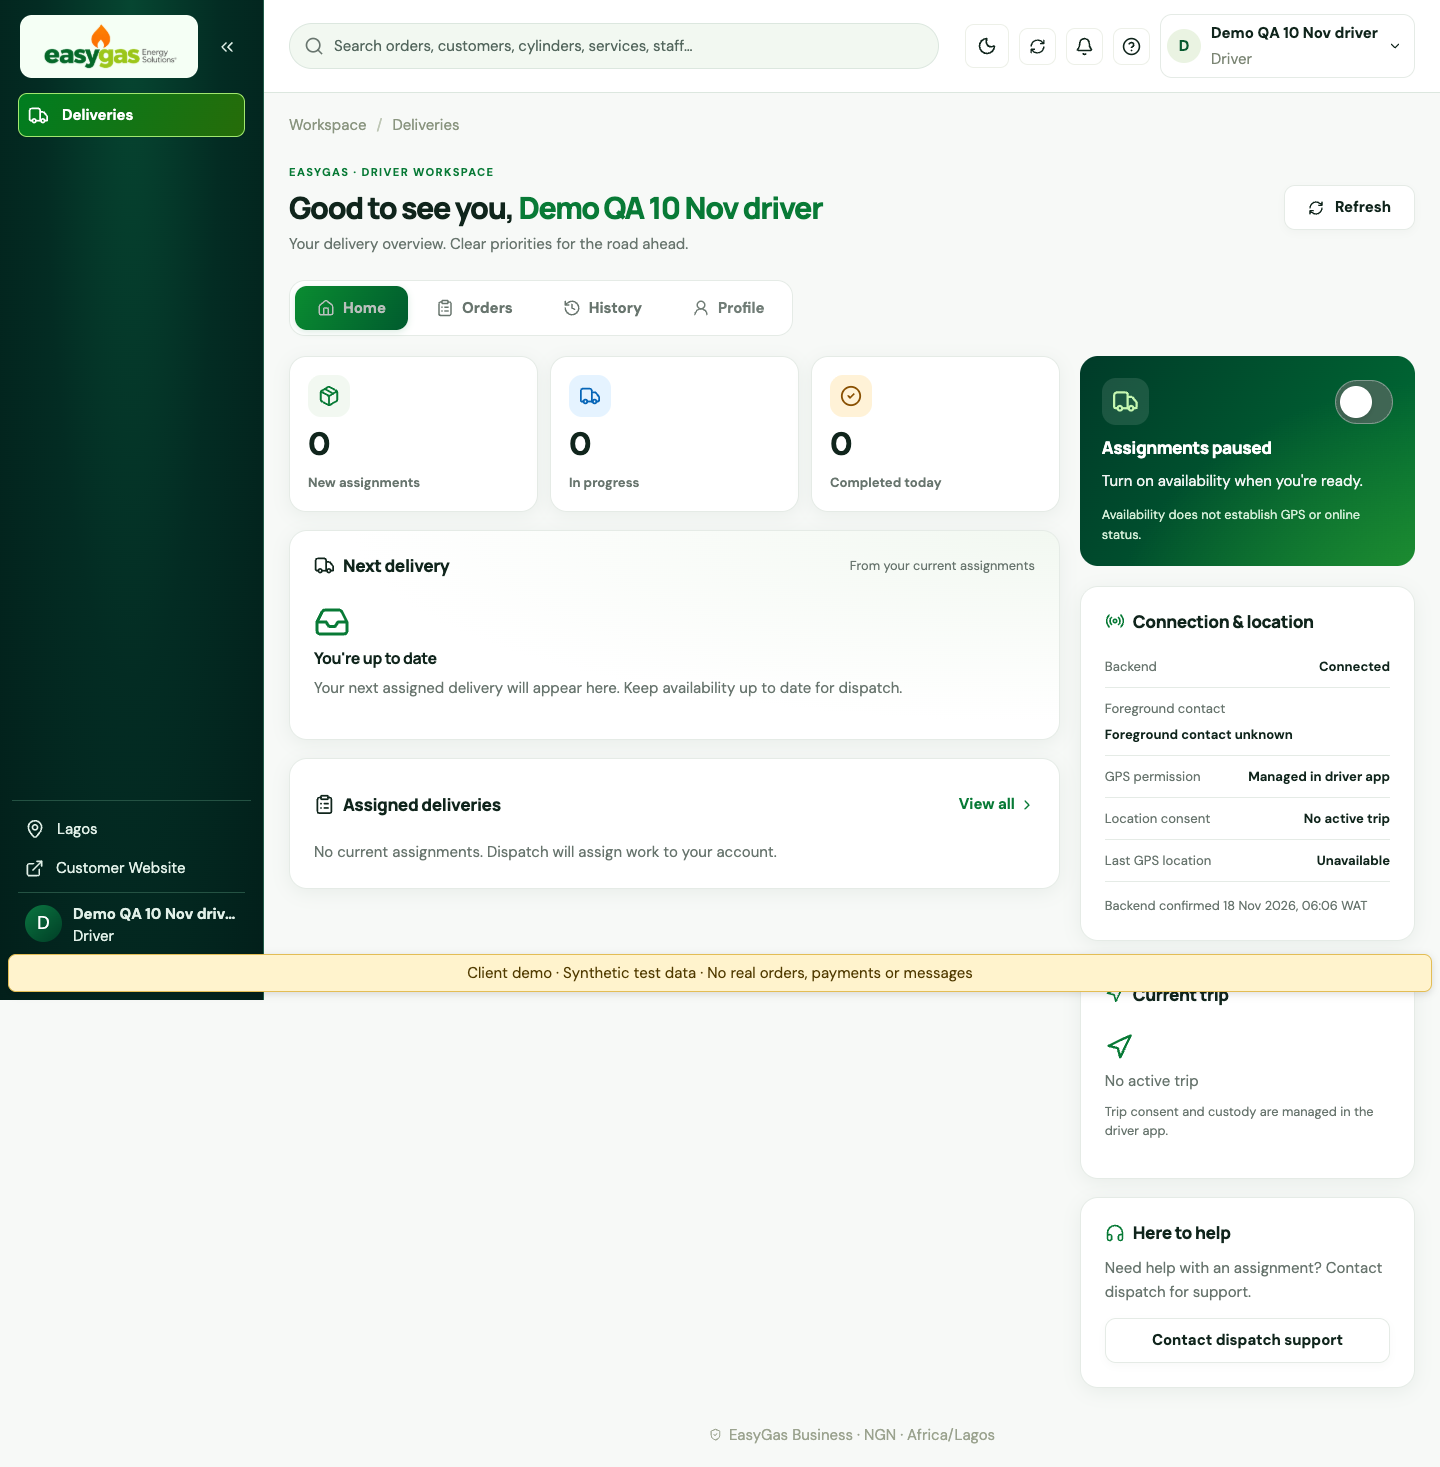 easygas Energy Solutions
Deliveries
Search orders, customers, cylinders, services, staff...
D
Demo QA 10 Nov driver
Driver
Workspace / Deliveries
EASYGAS · DRIVER WORKSPACE
Good to see you, Demo QA 10 Nov driver
Your delivery overview. Clear priorities for the road ahead.
Refresh
Home
Orders
History
Profile
0
New assignments
0
In progress
0
Completed today
Assignments paused
Turn on availability when you're ready.
Availability does not establish GPS or online
status.
Next delivery
From your current assignments
You're up to date
Your next assigned delivery will appear here. Keep availability up to date for dispatch.
Assigned deliveries
View all
No current assignments. Dispatch will assign work to your account.
Connection & location
Backend Connected
Foreground contact
Foreground contact unknown
GPS permission Managed in driver app
Location consent No active trip
Last GPS location Unavailable
Backend confirmed 18 Nov 2026, 06:06 WAT
Lagos
Customer Website
D
Demo QA 10 Nov driv...
Driver
Client demo · Synthetic test data · No real orders, payments or messages
Current trip
No active trip
Trip consent and custody are managed in the
driver app.
Here to help
Need help with an assignment? Contact
dispatch for support.
Contact dispatch support
EasyGas Business · NGN · Africa/Lagos